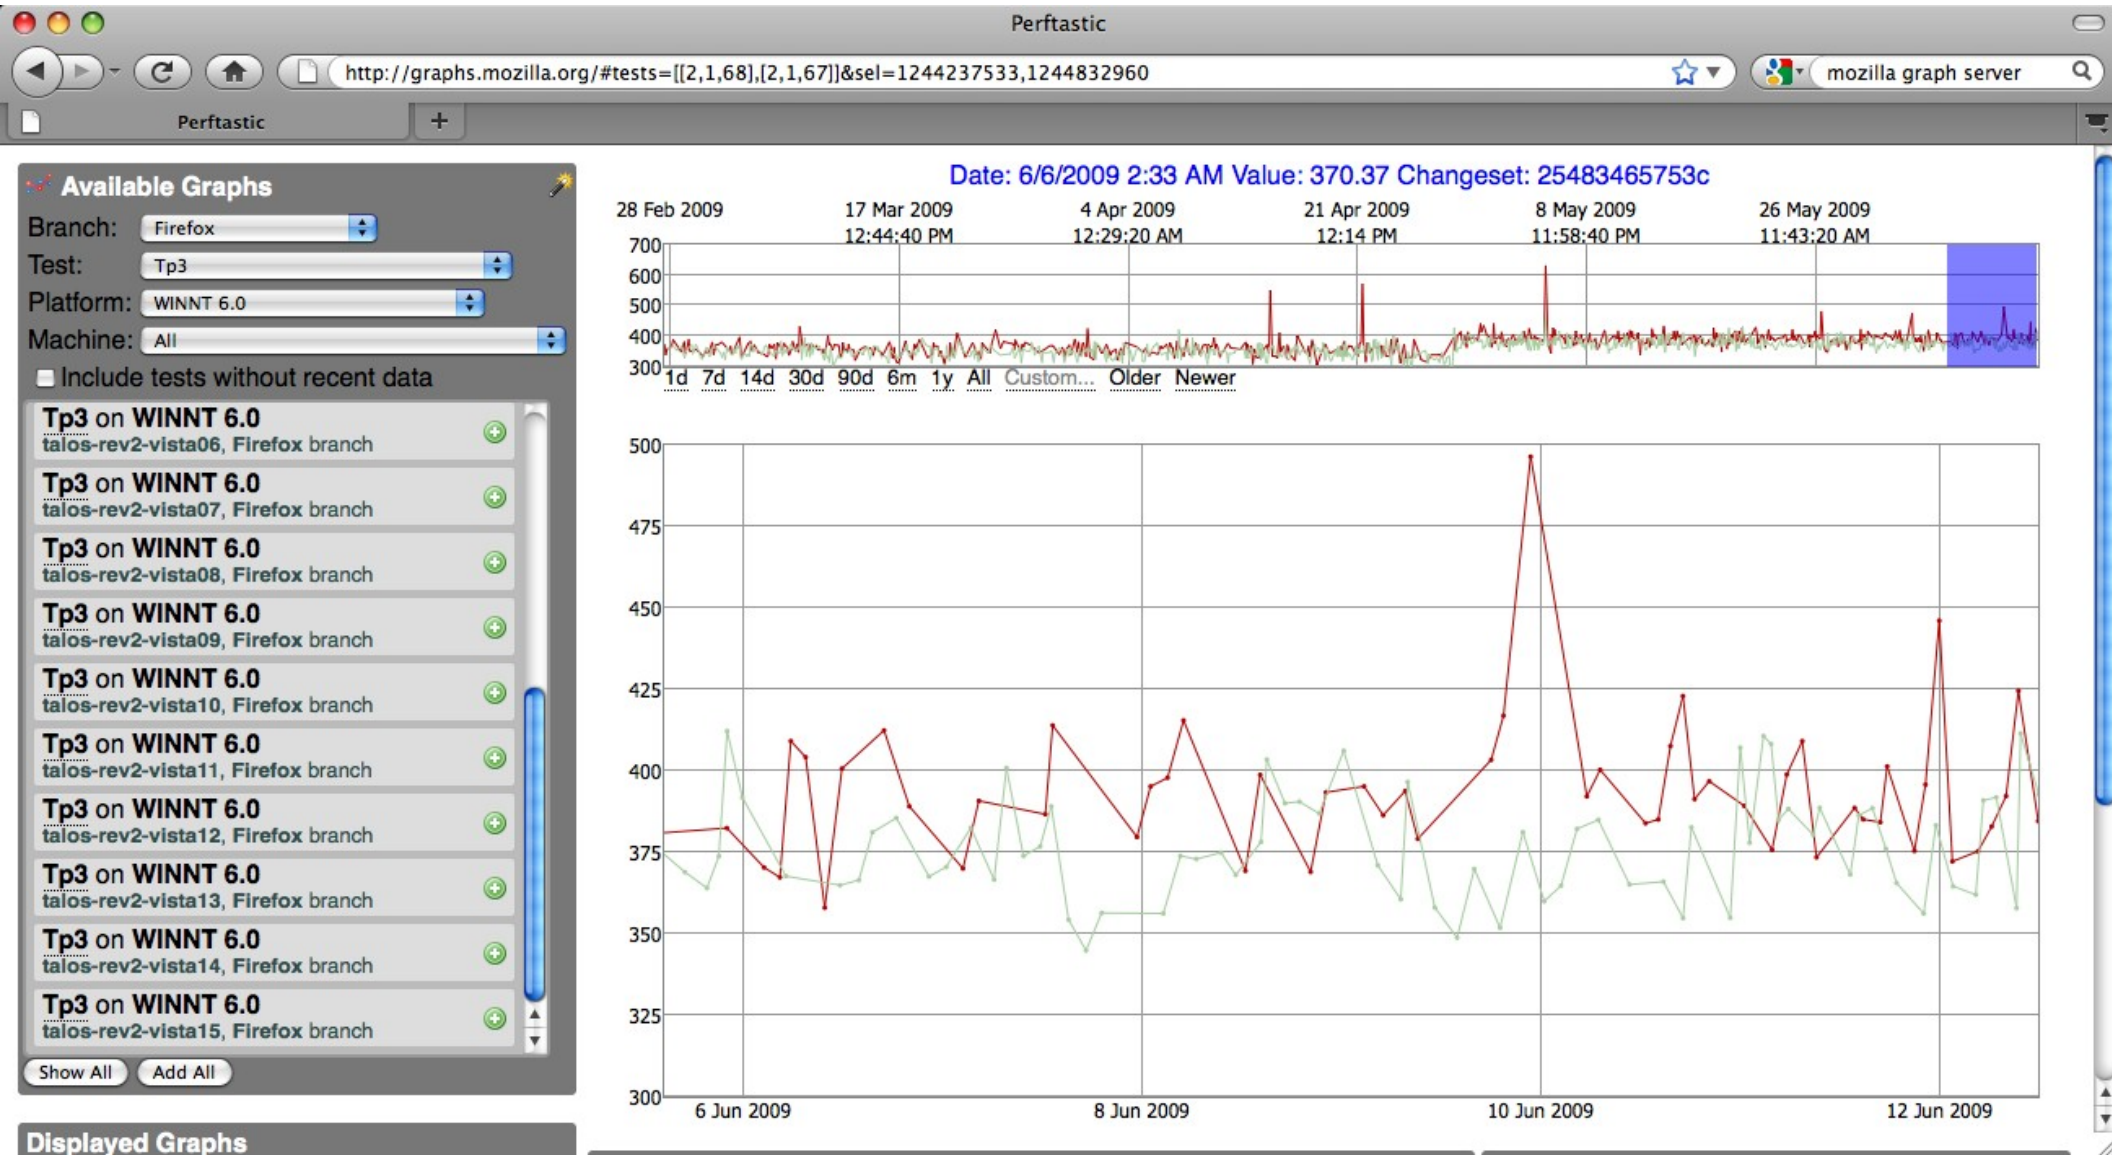 Perftastic
http://graphs.mozilla.org/#tests=[[2,1,68],[2,1,67]]&sel=1244237533,1244832960
mozilla graph server
Perftastic
+
Available Graphs
Branch: Firefox
Test: Tp3
Platform: WINNT 6.0
Machine: All
Include tests without recent data
Tp3 on WINNT 6.0
talos-rev2-vista06, Firefox branch
Tp3 on WINNT 6.0
talos-rev2-vista07, Firefox branch
Tp3 on WINNT 6.0
talos-rev2-vista08, Firefox branch
Tp3 on WINNT 6.0
talos-rev2-vista09, Firefox branch
Tp3 on WINNT 6.0
talos-rev2-vista10, Firefox branch
Tp3 on WINNT 6.0
talos-rev2-vista11, Firefox branch
Tp3 on WINNT 6.0
talos-rev2-vista12, Firefox branch
Tp3 on WINNT 6.0
talos-rev2-vista13, Firefox branch
Tp3 on WINNT 6.0
talos-rev2-vista14, Firefox branch
Tp3 on WINNT 6.0
talos-rev2-vista15, Firefox branch
Show All Add All
Displayed Graphs
Date: 6/6/2009 2:33 AM Value: 370.37 Changeset: 25483465753c
28 Feb 2009 17 Mar 2009 4 Apr 2009 21 Apr 2009 8 May 2009 26 May 2009
12:44:40 PM 12:29:20 AM 12:14 PM 11:58:40 PM 11:43:20 AM
700
600
500
400
300
1d 7d 14d 30d 90d 6m 1y All Custom... Older Newer
500
475
450
425
400
375
350
325
300
6 Jun 2009 8 Jun 2009 10 Jun 2009 12 Jun 2009